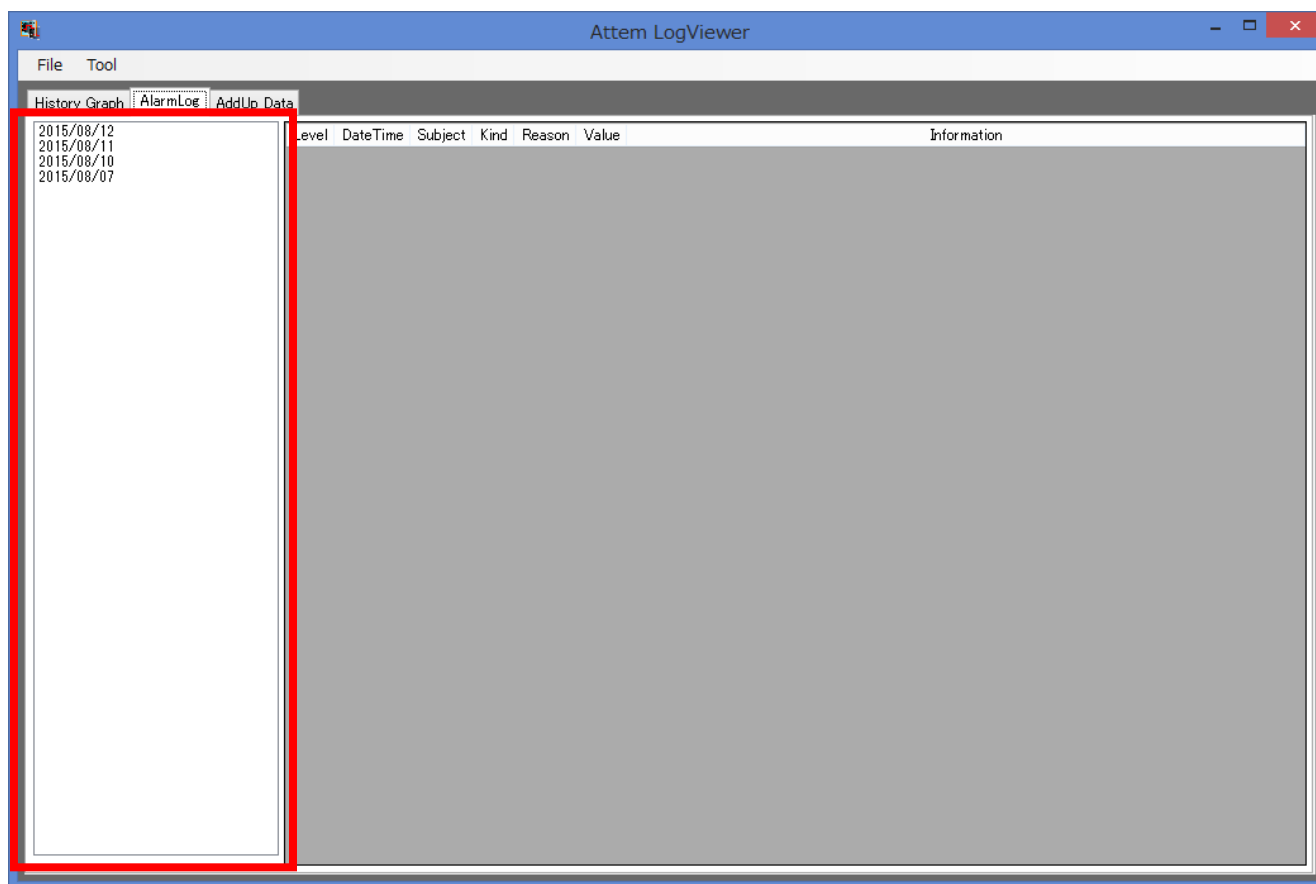 Attem LogViewer
File Tool
History Graph AlarmLog AddUp Data
2015/08/12
2015/08/11
2015/08/10
2015/08/07
Level DateTime Subject Kind Reason Value Information